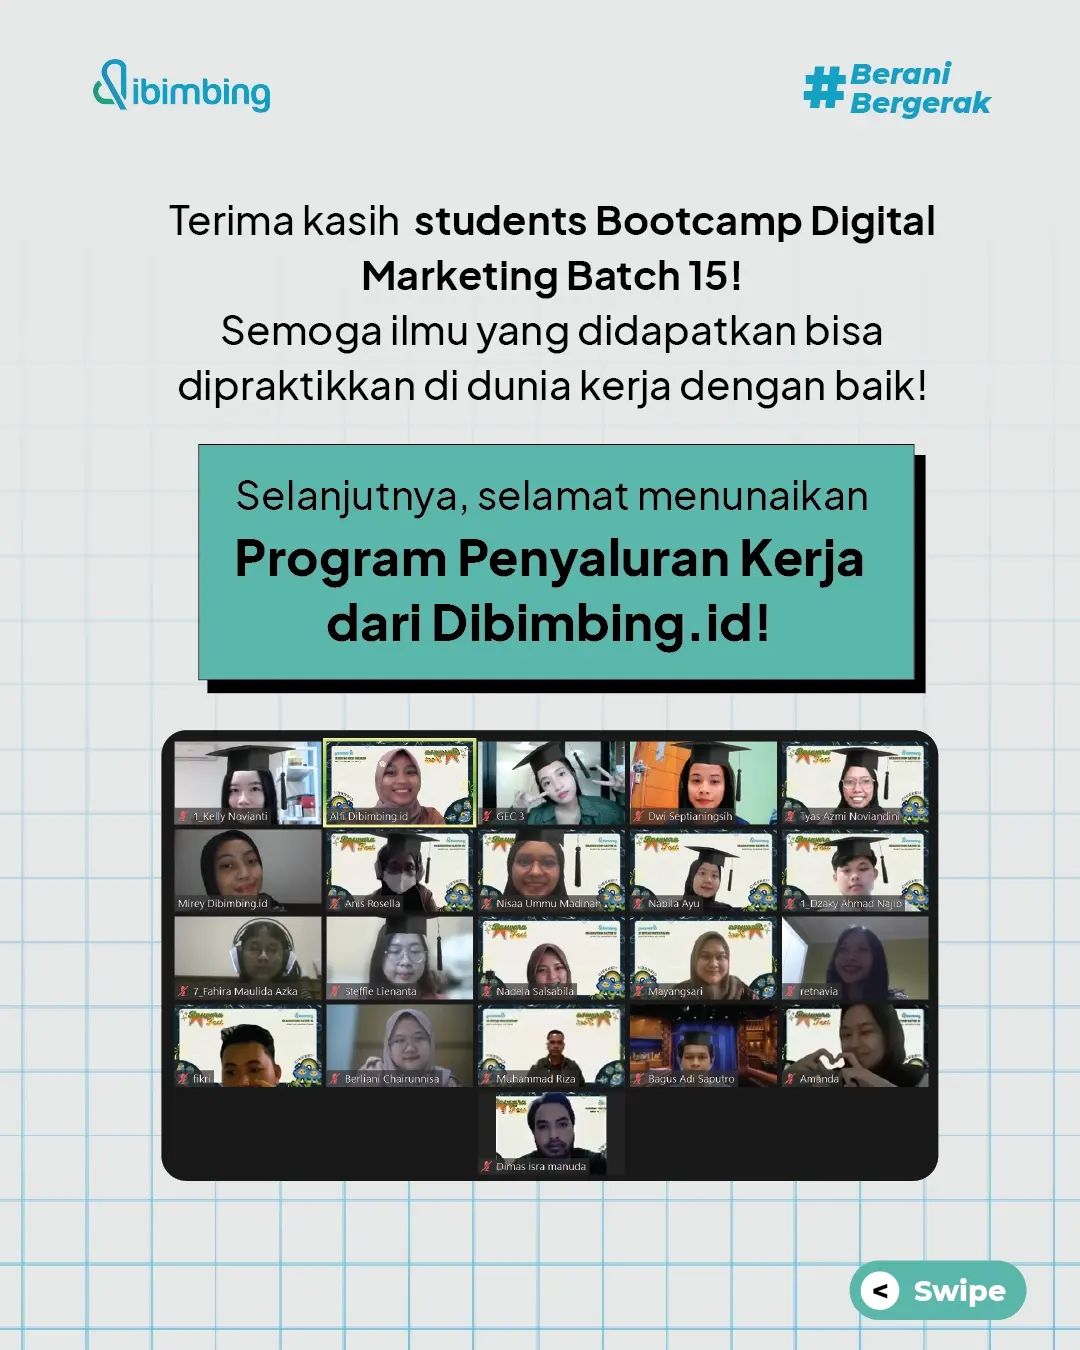 Dibimbing
#Berani
Bergerak
Terima kasih students Bootcamp Digital
Marketing Batch 15!
Semoga ilmu yang didapatkan bisa
dipraktikkan di dunia kerja dengan baik!
Selanjutnya, selamat menunaikan
Program Penyaluran Kerja
dari Dibimbing.id!
1_Kelly Novianti
Alfi Dibimbing.id
GEC 3
Dwi Septianingsih
Tyas Azmi Noviandini
Mirey Dibimbing.id
Anis Rosella
Nisaa Ummu Madinah
Nabila Ayu
1_Dzaky Ahmad Najib
7_Fahira Maulida Azka
Steffie Lienanta
Nadela Salsabila
Mayangsari
retnavia
fikri
Berliani Chairunnisa
Muhammad Riza
Bagus Adi Saputro
Amanda
Dimas isra manuda
< Swipe